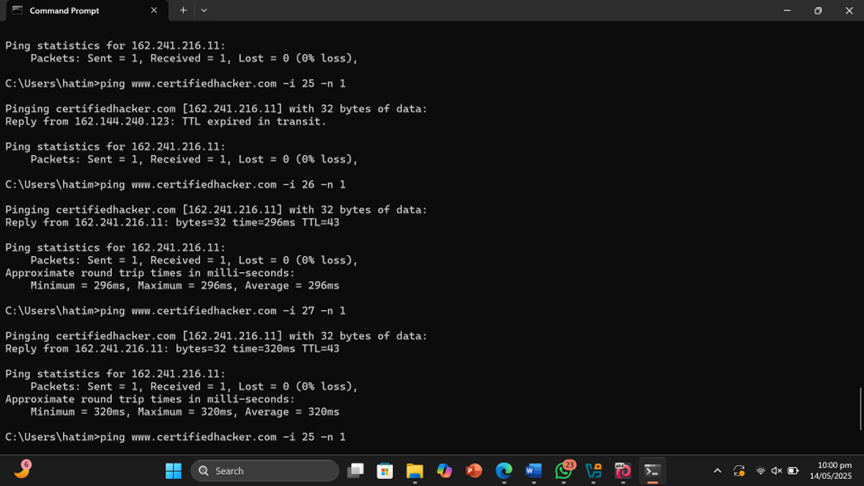 Command Prompt
Ping statistics for 162.241.216.11:
Packets: Sent = 1, Received = 1, Lost = 0 (0% loss),
C:\Users\hatim>ping www.certifiedhacker.com -i 25 -n 1
Pinging certifiedhacker.com [162.241.216.11] with 32 bytes of data:
Reply from 162.144.240.123: TTL expired in transit.
Ping statistics for 162.241.216.11:
Packets: Sent = 1, Received = 1, Lost = 0 (0% loss),
C:\Users\hatim>ping www.certifiedhacker.com -i 26 -n 1
Pinging certifiedhacker.com [162.241.216.11] with 32 bytes of data:
Reply from 162.241.216.11: bytes=32 time=296ms TTL=43
Ping statistics for 162.241.216.11:
Packets: Sent = 1, Received = 1, Lost = 0 (0% loss),
Approximate round trip times in milli-seconds:
Minimum = 296ms, Maximum = 296ms, Average = 296ms
C:\Users\hatim>ping www.certifiedhacker.com -i 27 -n 1
Pinging certifiedhacker.com [162.241.216.11] with 32 bytes of data:
Reply from 162.241.216.11: bytes=32 time=320ms TTL=43
Ping statistics for 162.241.216.11:
Packets: Sent = 1, Received = 1, Lost = 0 (0% loss),
Approximate round trip times in milli-seconds:
Minimum = 320ms, Maximum = 320ms, Average = 320ms
C:\Users\hatim>ping www.certifiedhacker.com -i 25 -n 1
6
Search
23
10:00 pm
14/05/2025